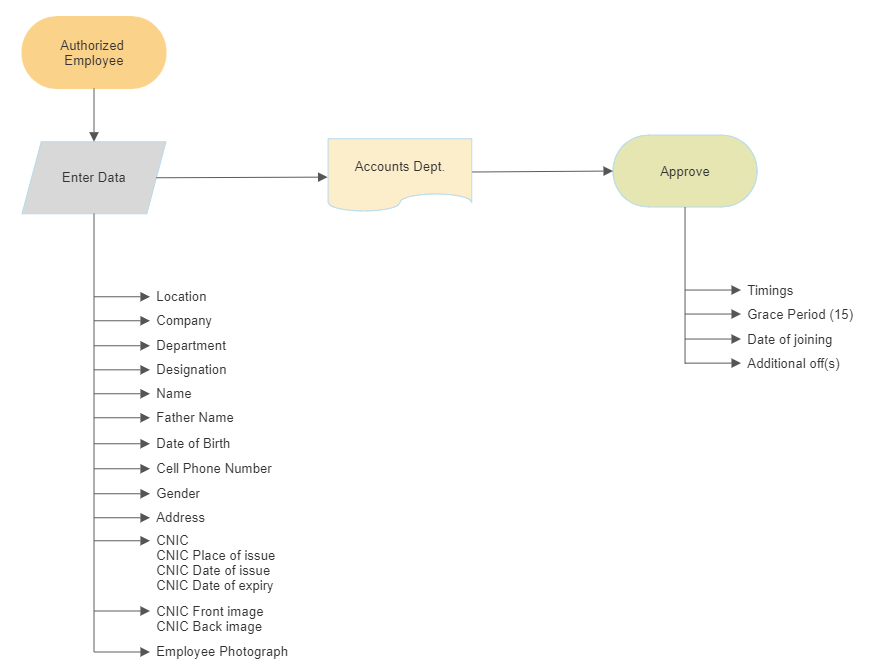 Authorized
Employee
Enter Data
Accounts Dept.
Approve
Location
Company
Department
Designation
Name
Father Name
Date of Birth
Cell Phone Number
Gender
Address
CNIC
CNIC Place of issue
CNIC Date of issue
CNIC Date of expiry
CNIC Front image
CNIC Back image
Employee Photograph
Timings
Grace Period (15)
Date of joining
Additional off(s)